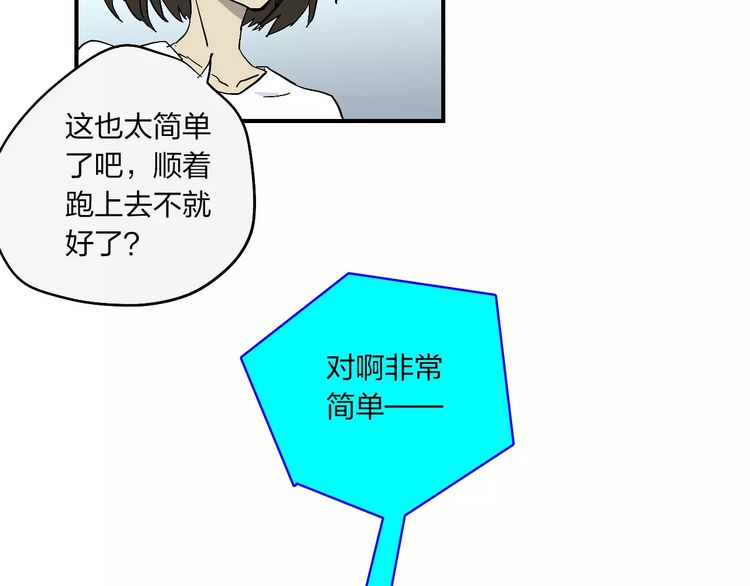 这也太简单
了吧，顺着
跑上去不就
好了？
对啊非常
简单——